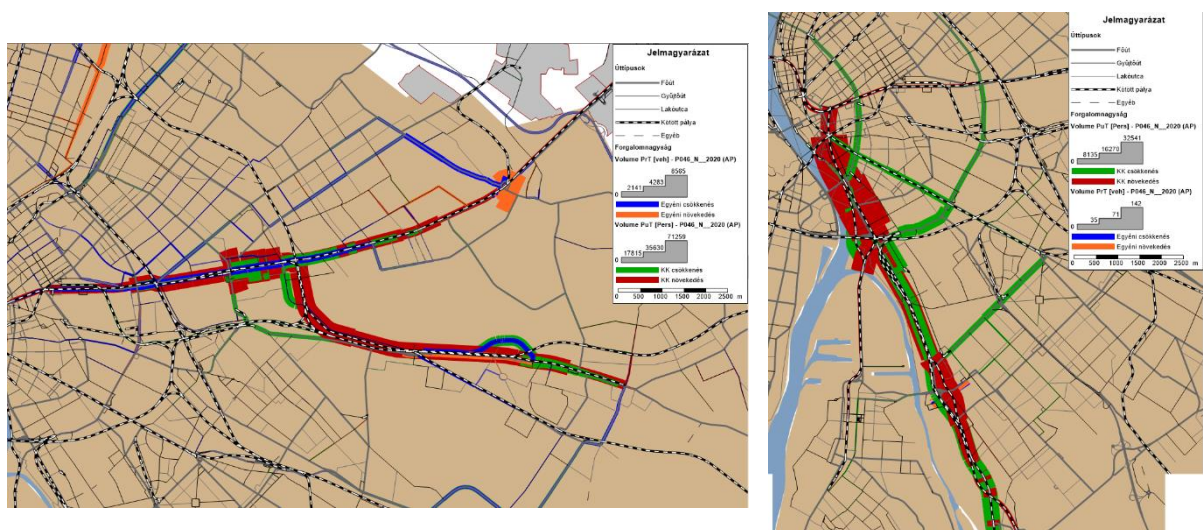 Jelmagyarázat
Úttípusok
Főút
Gyűjtőút
Lakóutca
Kötott pálya
Egyéb
Forgalomnagyság
Volume PrT [veh] - P046_N__2020 (AP)
8565
4283
2141
0
Egyéni csökkenés
Egyéni növekedés
Volume PuT [Pers] - P046_N__2020 (AP)
71259
35630
17815
0
KK csökkenés
KK növekedés
0 500 1000 1500 2000 2500 m
Jelmagyarázat
Úttípusok
Főút
Gyűjtőút
Lakóutca
Kötott pálya
Egyéb
Forgalomnagyság
Volume PuT [Pers] - P046_N__2020 (AP)
32541
16270
8135
0
KK csökkenés
KK növekedés
Volume PrT [veh] - P046_N__2020 (AP)
142
71
35
0
Egyéni csökkenés
Egyéni növekedés
0 500 1000 1500 2000 2500 m